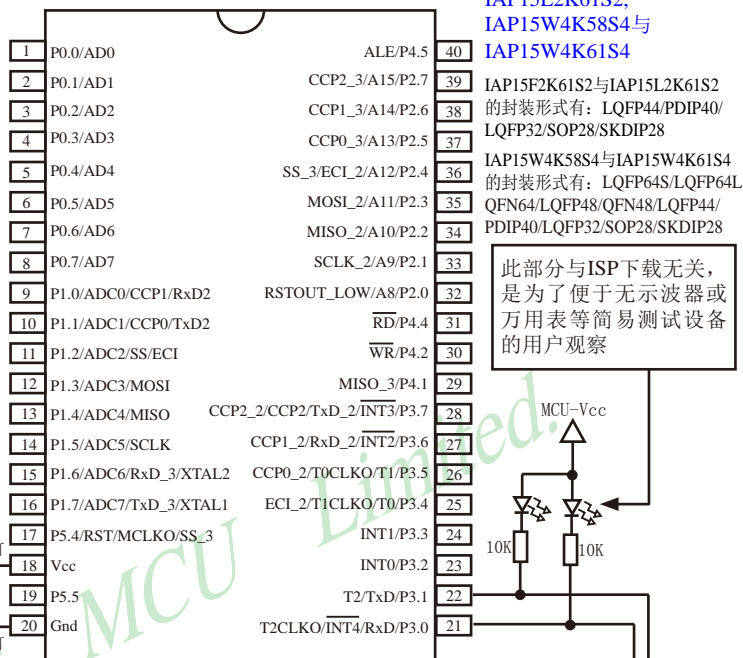 IAP15L2K61S2,
IAP15W4K58S4与
IAP15W4K61S4
IAP15F2K61S2与IAP15L2K61S2
的封装形式有：LQFP44/PDIP40/
LQFP32/SOP28/SKDIP28
IAP15W4K58S4与IAP15W4K61S4
的封装形式有：LQFP64S/LQFP64L
QFN64/LQFP48/QFN48/LQFP44/
PDIP40/LQFP32/SOP28/SKDIP28
此部分与ISP下载无关，
是为了便于无示波器或
万用表等简易测试设备
的用户观察
1 P0.0/AD0 ALE/P4.5 40
2 P0.1/AD1 CCP2_3/A15/P2.7 39
3 P0.2/AD2 CCP1_3/A14/P2.6 38
4 P0.3/AD3 CCP0_3/A13/P2.5 37
5 P0.4/AD4 SS_3/ECI_2/A12/P2.4 36
6 P0.5/AD5 MOSI_2/A11/P2.3 35
7 P0.6/AD6 MISO_2/A10/P2.2 34
8 P0.7/AD7 SCLK_2/A9/P2.1 33
9 P1.0/ADC0/CCP1/RxD2 RSTOUT_LOW/A8/P2.0 32
10 P1.1/ADC1/CCP0/TxD2 RD/P4.4 31
11 P1.2/ADC2/SS/ECI WR/P4.2 30
12 P1.3/ADC3/MOSI MISO_3/P4.1 29
13 P1.4/ADC4/MISO CCP2_2/CCP2/TxD_2/INT3/P3.7 28
14 P1.5/ADC5/SCLK CCP1_2/RxD_2/INT2/P3.6 27
15 P1.6/ADC6/RxD_3/XTAL2 CCP0_2/T0CLKO/T1/P3.5 26
16 P1.7/ADC7/TxD_3/XTAL1 ECI_2/T1CLKO/T0/P3.4 25
17 P5.4/RST/MCLKO/SS_3 INT1/P3.3 24
18 Vcc INT0/P3.2 23
19 P5.5 T2/TxD/P3.1 22
20 Gnd T2CLKO/INT4/RxD/P3.0 21
MCU-Vcc
10K 10K
MCU Limited.